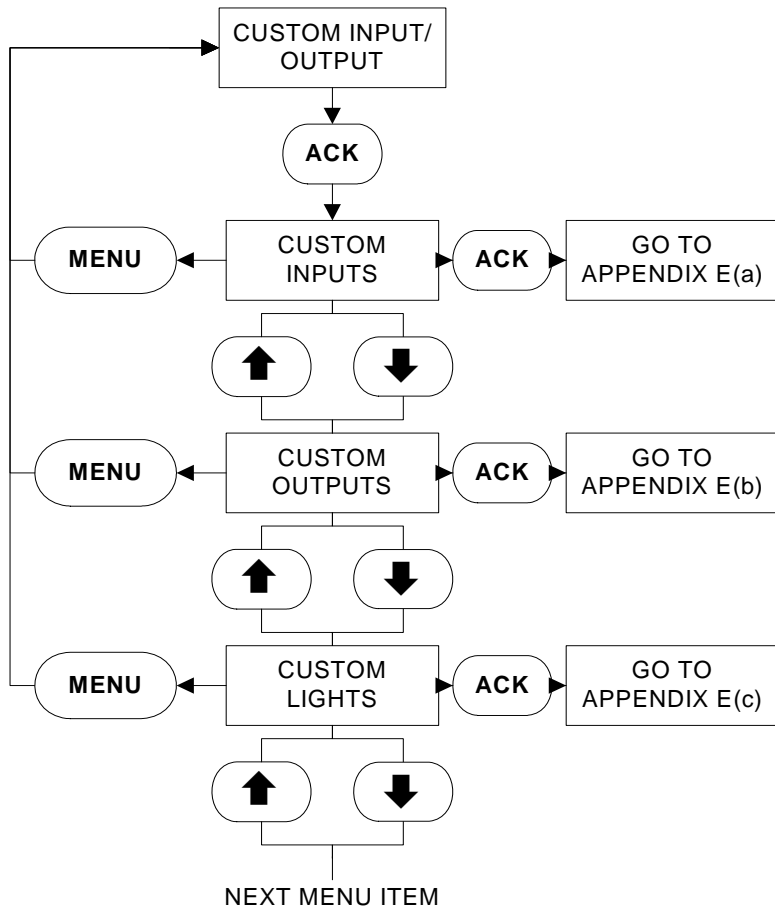 CUSTOM INPUT/
OUTPUT
ACK
MENU
CUSTOM
INPUTS
ACK
GO TO
APPENDIX E(a)
MENU
CUSTOM
OUTPUTS
ACK
GO TO
APPENDIX E(b)
MENU
CUSTOM
LIGHTS
ACK
GO TO
APPENDIX E(c)
NEXT MENU ITEM